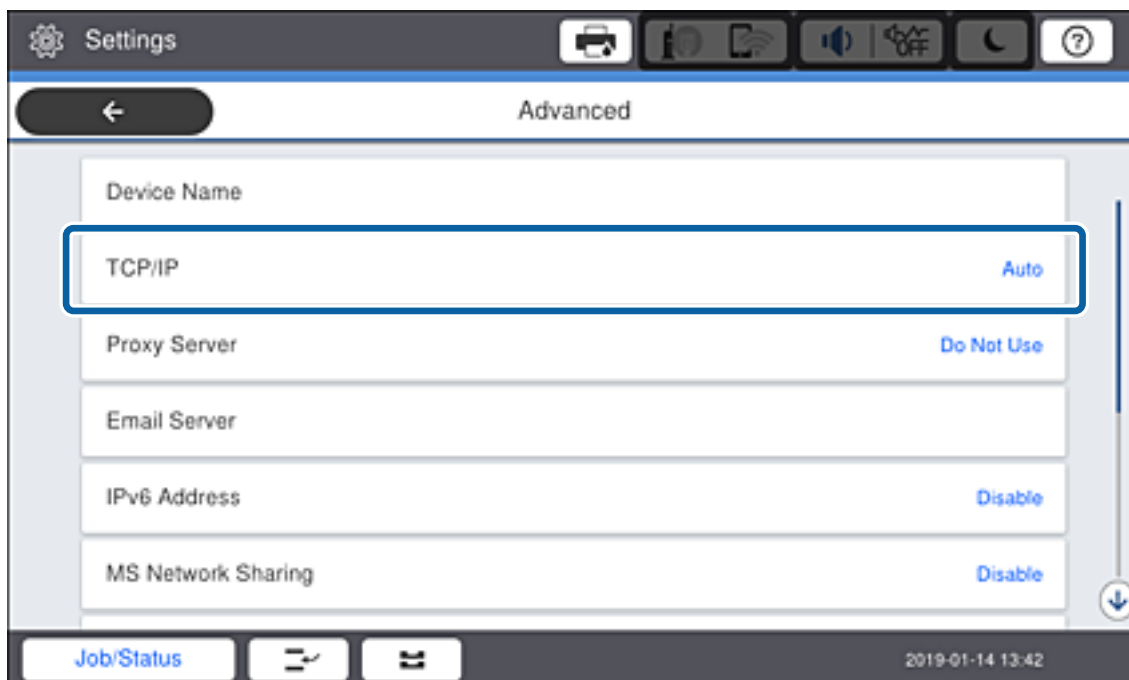 Settings
OFF
?
Advanced
Device Name
TCP/IP Auto
Proxy Server Do Not Use
Email Server
IPv6 Address Disable
MS Network Sharing Disable
Job/Status 2019-01-14 13:42